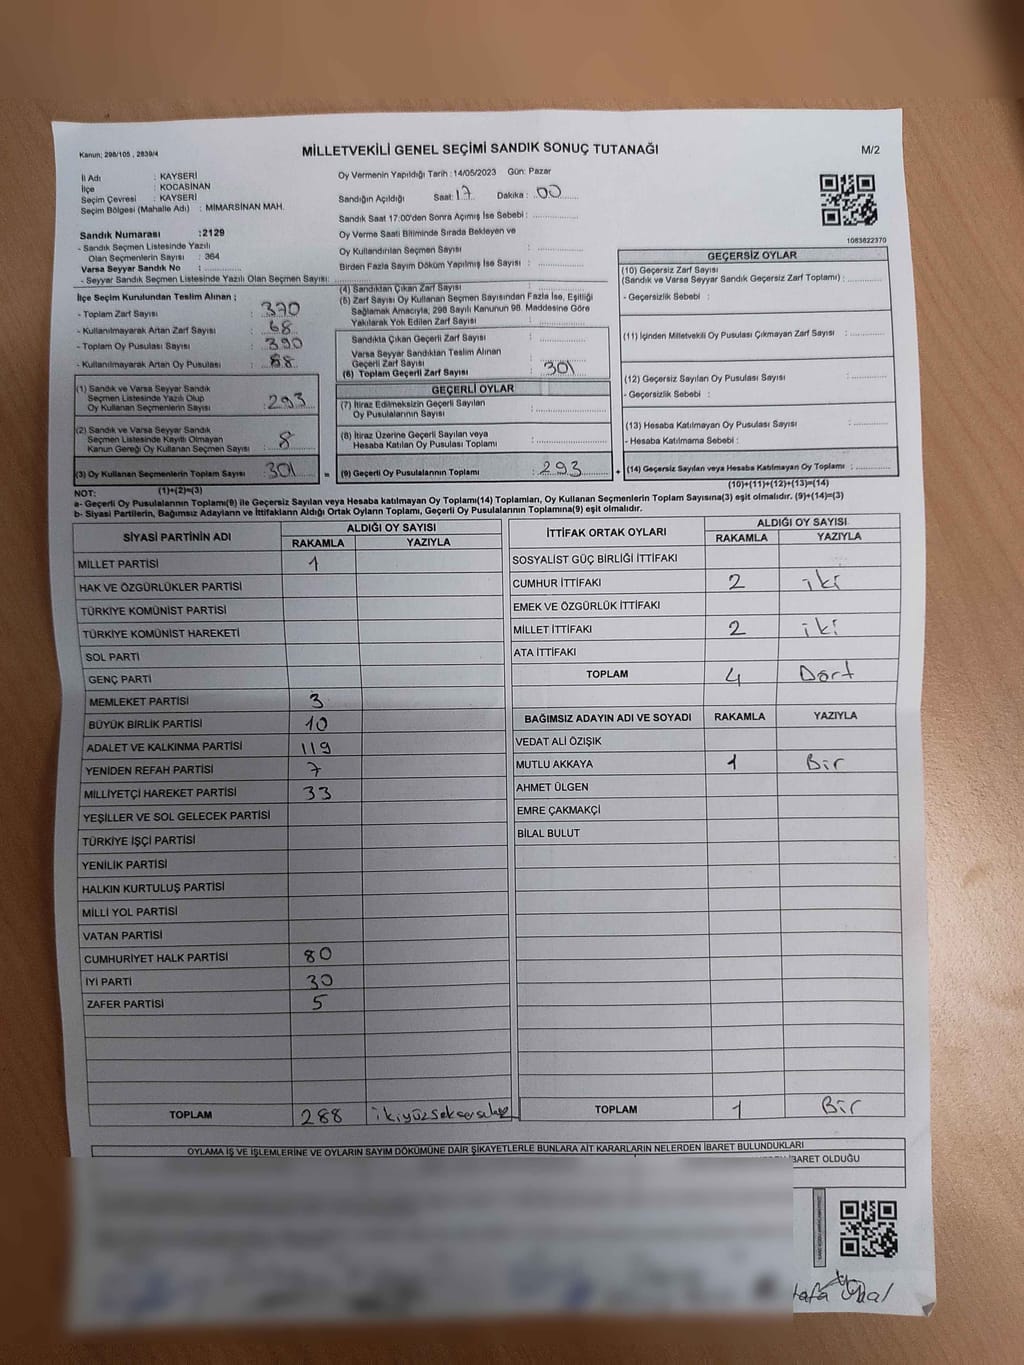 Kanun; 298/105 , 2839/4
MİLLETVEKİLİ GENEL SEÇİMİ SANDIK SONUÇ TUTANAĞI
M/2
İl Adı : KAYSERİ
İlçe : KOCASİNAN
Seçim Çevresi : KAYSERİ
Seçim Bölgesi (Mahalle Adı) : MİMARSİNAN MAH.
Oy Vermenin Yapıldığı Tarih : 14/05/2023 Gün: Pazar
Sandığın Açıldığı Saat: 17 Dakika : 00
Sandık Saat 17:00'den Sonra Açımış İse Sebebi :
Sandık Numarası : 2129
- Sandık Seçmen Listesinde Yazılı
Olan Seçmenlerin Sayısı : 364
Varsa Seyyar Sandık No :
- Seyyar Sandık Seçmen Listesinde Yazılı Olan Seçmen Sayısı:
Oy Verme Saati Bitiminde Sırada Bekleyen ve
Oy Kullandırılan Seçmen Sayısı :
Birden Fazla Sayım Döküm Yapılmış İse Sayısı :
1083822370
İlçe Seçim Kurulundan Teslim Alınan ;
- Toplam Zarf Sayısı : 370
- Kullanılmayarak Artan Zarf Sayısı : 68
- Toplam Oy Pusulası Sayısı : 390
- Kullanılmayarak Artan Oy Pusulası : 88
(1) Sandık ve Varsa Seyyar Sandık
Seçmen Listesinde Yazılı Olup
Oy Kullanan Seçmenlerin Sayısı : 293
(2) Sandık ve Varsa Seyyar Sandık
Seçmen Listesinde Kayıtlı Olmayan
Kanun Gereği Oy Kullanan Seçmen Sayısı : 8
(3) Oy Kullanan Seçmenlerin Toplam Sayısı 301 =
(4) Sandıktan Çıkan Zarf Sayısı :
(5) Zarf Sayısı Oy Kullanan Seçmen Sayısından Fazla İse, Eşitliği
Sağlamak Amacıyla, 298 Sayılı Kanunun 98. Maddesine Göre
Yakılarak Yok Edilen Zarf Sayısı :
Sandıkta Çıkan Geçerli Zarf Sayısı :
Varsa Seyyar Sandıktan Teslim Alınan
Geçerli Zarf Sayısı :
(6) Toplam Geçerli Zarf Sayısı : 301
GEÇERLİ OYLAR
(7) İtiraz Edilmeksizin Geçerli Sayılan
Oy Pusulalarının Sayısı :
(8) İtiraz Üzerine Geçerli Sayılan veya
Hesaba Katılan Oy Pusulası Toplamı :
(9) Geçerli Oy Pusulalarının Toplamı : 293 +
GEÇERSİZ OYLAR
(10) Geçersiz Zarf Sayısı
(Sandık ve Varsa Seyyar Sandık Geçersiz Zarf Toplamı) :
- Geçersizlik Sebebi :
(11) İçinden Milletvekili Oy Pusulası Çıkmayan Zarf Sayısı :
(12) Geçersiz Sayılan Oy Pusulası Sayısı :
- Geçersizlik Sebebi :
(13) Hesaba Katılmayan Oy Pusulası Sayısı :
- Hesaba Katılmama Sebebi :
(14) Geçersiz Sayılan veya Hesaba Katılmayan Oy Toplamı :
NOT: (1)+(2)=(3)
(10)+(11)+(12)+(13)=(14)
a- Geçerli Oy Pusulalarının Toplamı(9) ile Geçersiz Sayılan veya Hesaba katılmayan Oy Toplamı(14) Toplamları, Oy Kullanan Seçmenlerin Toplam Sayısına(3) eşit olmalıdır. (9)+(14)=(3)
b- Siyasi Partilerin, Bağımsız Adayların ve İttifakların Aldığı Ortak Oyların Toplamı, Geçerli Oy Pusulalarının Toplamına(9) eşit olmalıdır.
SİYASİ PARTİNİN ADI ALDIĞI OY SAYISI
RAKAMLA YAZIYLA
MİLLET PARTİSİ 1
HAK VE ÖZGÜRLÜKLER PARTİSİ
TÜRKİYE KOMÜNİST PARTİSİ
TÜRKİYE KOMÜNİST HAREKETİ
SOL PARTİ
GENÇ PARTİ
MEMLEKET PARTİSİ 3
BÜYÜK BİRLİK PARTİSİ 10
ADALET VE KALKINMA PARTİSİ 119
YENİDEN REFAH PARTİSİ 7
MİLLİYETÇİ HAREKET PARTİSİ 33
YEŞİLLER VE SOL GELECEK PARTİSİ
TÜRKİYE İŞÇİ PARTİSİ
YENİLİK PARTİSİ
HALKIN KURTULUŞ PARTİSİ
MİLLİ YOL PARTİSİ
VATAN PARTİSİ
CUMHURİYET HALK PARTİSİ 80
İYİ PARTİ 30
ZAFER PARTİSİ 5
TOPLAM 288
İTTİFAK ORTAK OYLARI ALDIĞI OY SAYISI
RAKAMLA YAZIYLA
SOSYALİST GÜÇ BİRLİĞİ İTTİFAKI
CUMHUR İTTİFAKI 2 iki
EMEK VE ÖZGÜRLÜK İTTİFAKI
MİLLET İTTİFAKI 2 iki
ATA İTTİFAKI
TOPLAM 4 Dört
BAĞIMSIZ ADAYIN ADI VE SOYADI RAKAMLA YAZIYLA
VEDAT ALİ ÖZIŞIK
MUTLU AKKAYA 1 Bir
AHMET ÜLGEN
EMRE ÇAKMAKÇİ
BİLAL BULUT
TOPLAM 1 Bir
OYLAMA İŞ VE İŞLEMLERİNE VE OYLARIN SAYIM DÖKÜMÜNE DAİR ŞİKAYETLERLE BUNLARA AİT KARARLARIN NELERDEN İBARET BULUNDUKLARI
BARET OLDUĞU